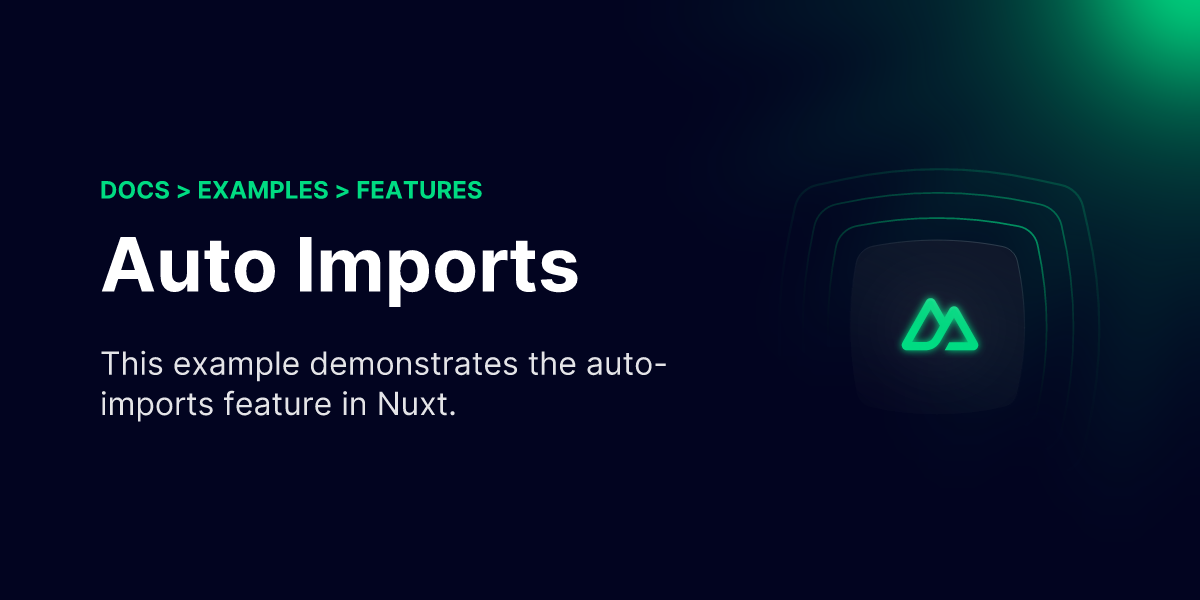 DOCS > EXAMPLES > FEATURES
Auto Imports
This example demonstrates the auto-
imports feature in Nuxt.